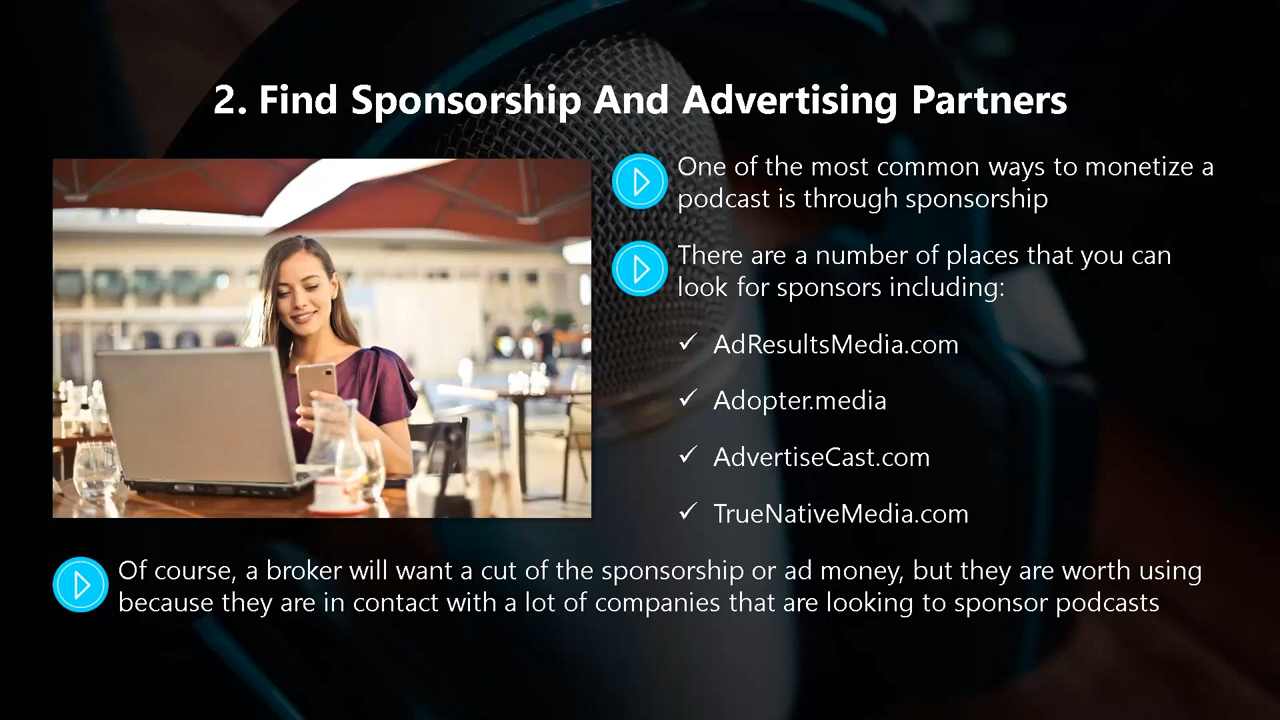 2. Find Sponsorship And Advertising Partners
One of the most common ways to monetize a
podcast is through sponsorship
There are a number of places that you can
look for sponsors including:
✓ AdResultsMedia.com
✓ Adopter.media
✓ AdvertiseCast.com
✓ TrueNativeMedia.com
Of course, a broker will want a cut of the sponsorship or ad money, but they are worth using
because they are in contact with a lot of companies that are looking to sponsor podcasts